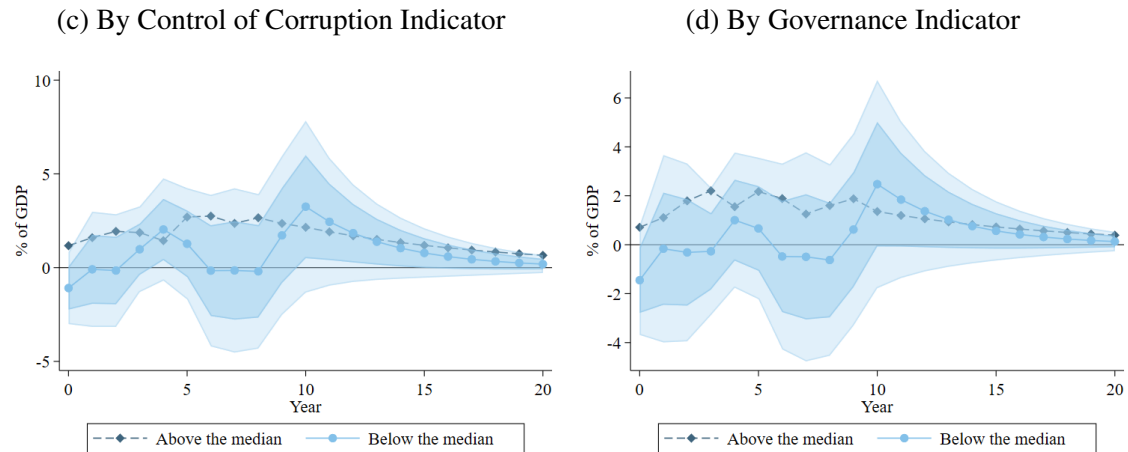 (c) By Control of Corruption Indicator
10
5
0
-5
% of GDP
0 5 10 15 20
Year
Above the median Below the median
(d) By Governance Indicator
6
4
2
0
-2
-4
% of GDP
0 5 10 15 20
Year
Above the median Below the median